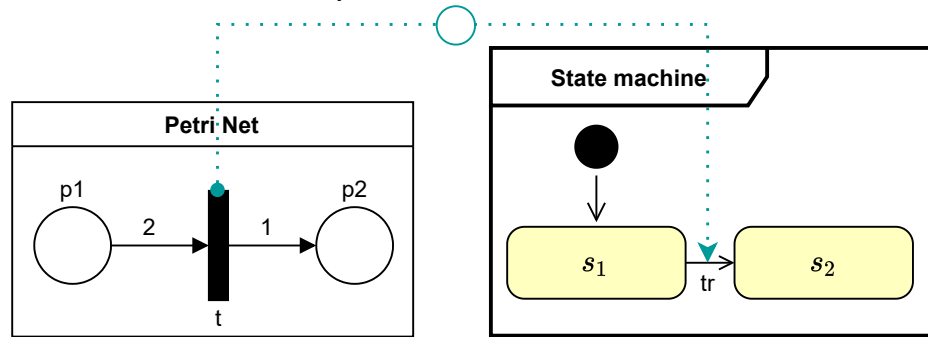 State machine
Petri Net
p1
p2
2
1
t
s₁
s₂
tr